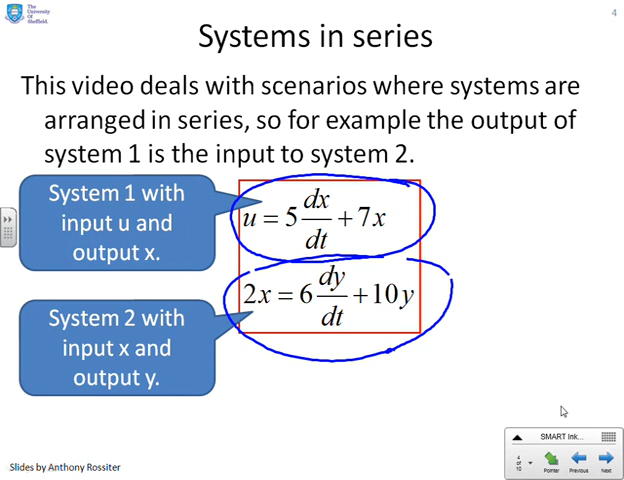 The
University
Of
Sheffield.
4
Systems in series
This video deals with scenarios where systems are
arranged in series, so for example the output of
system 1 is the input to system 2.
System 1 with
input u and
output x.
u = 5 dx/dt + 7x
System 2 with
input x and
output y.
2x = 6 dy/dt + 10y
SMART Ink...
4
of
10
Pointer
Previous
Next
Slides by Anthony Rossiter